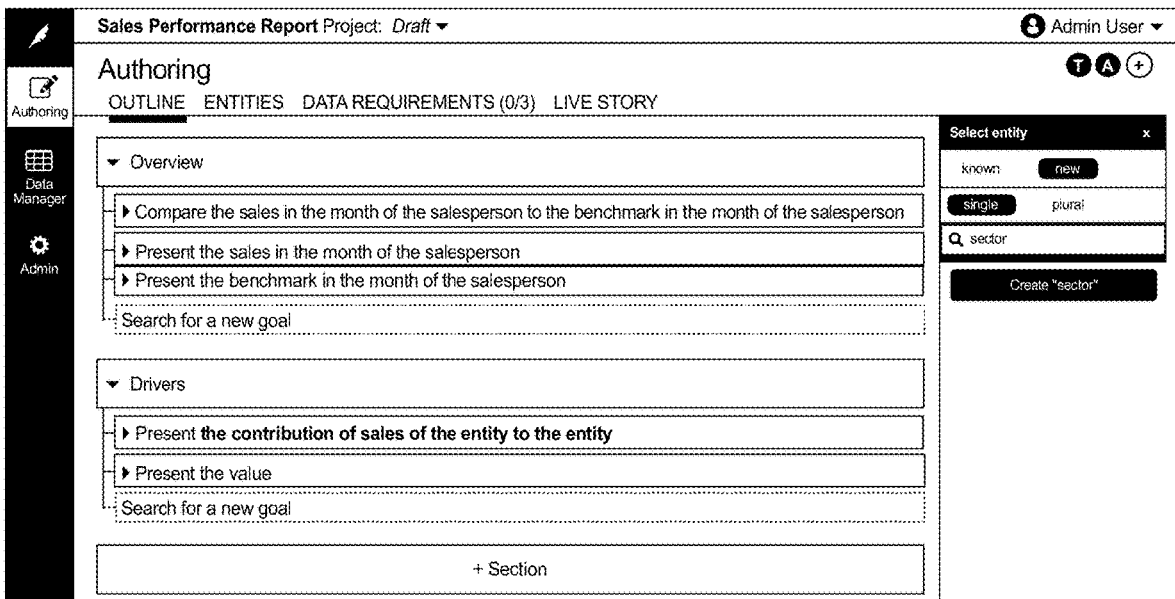 Sales Performance Report Project: Draft
Admin User
Authoring
T A +
OUTLINE ENTITIES DATA REQUIREMENTS (0/3) LIVE STORY
Authoring
Data
Manager
Admin
Overview
Compare the sales in the month of the salesperson to the benchmark in the month of the salesperson
Present the sales in the month of the salesperson
Present the benchmark in the month of the salesperson
Search for a new goal
Drivers
Present the contribution of sales of the entity to the entity
Present the value
Search for a new goal
+ Section
Select entity x
known new
single plural
sector
Create "sector"